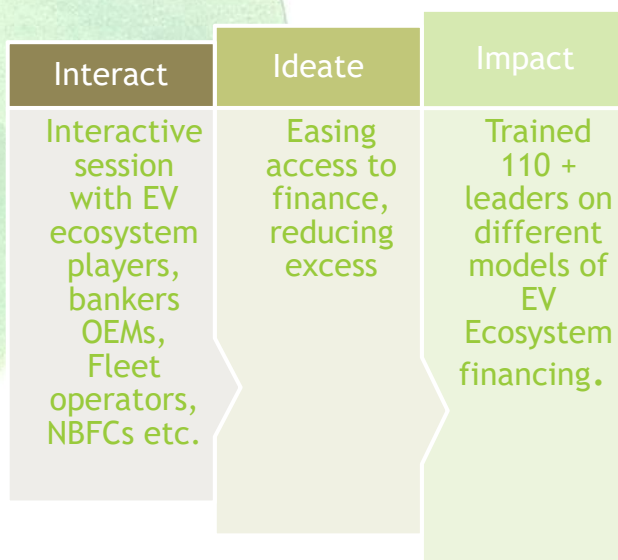 Interact
Interactive
session
with EV
ecosystem
players,
bankers
OEMs,
Fleet
operators,
NBFCs etc.
Ideate
Easing
access to
finance,
reducing
excess
Impact
Trained
110 +
leaders on
different
models of
EV
Ecosystem
financing.